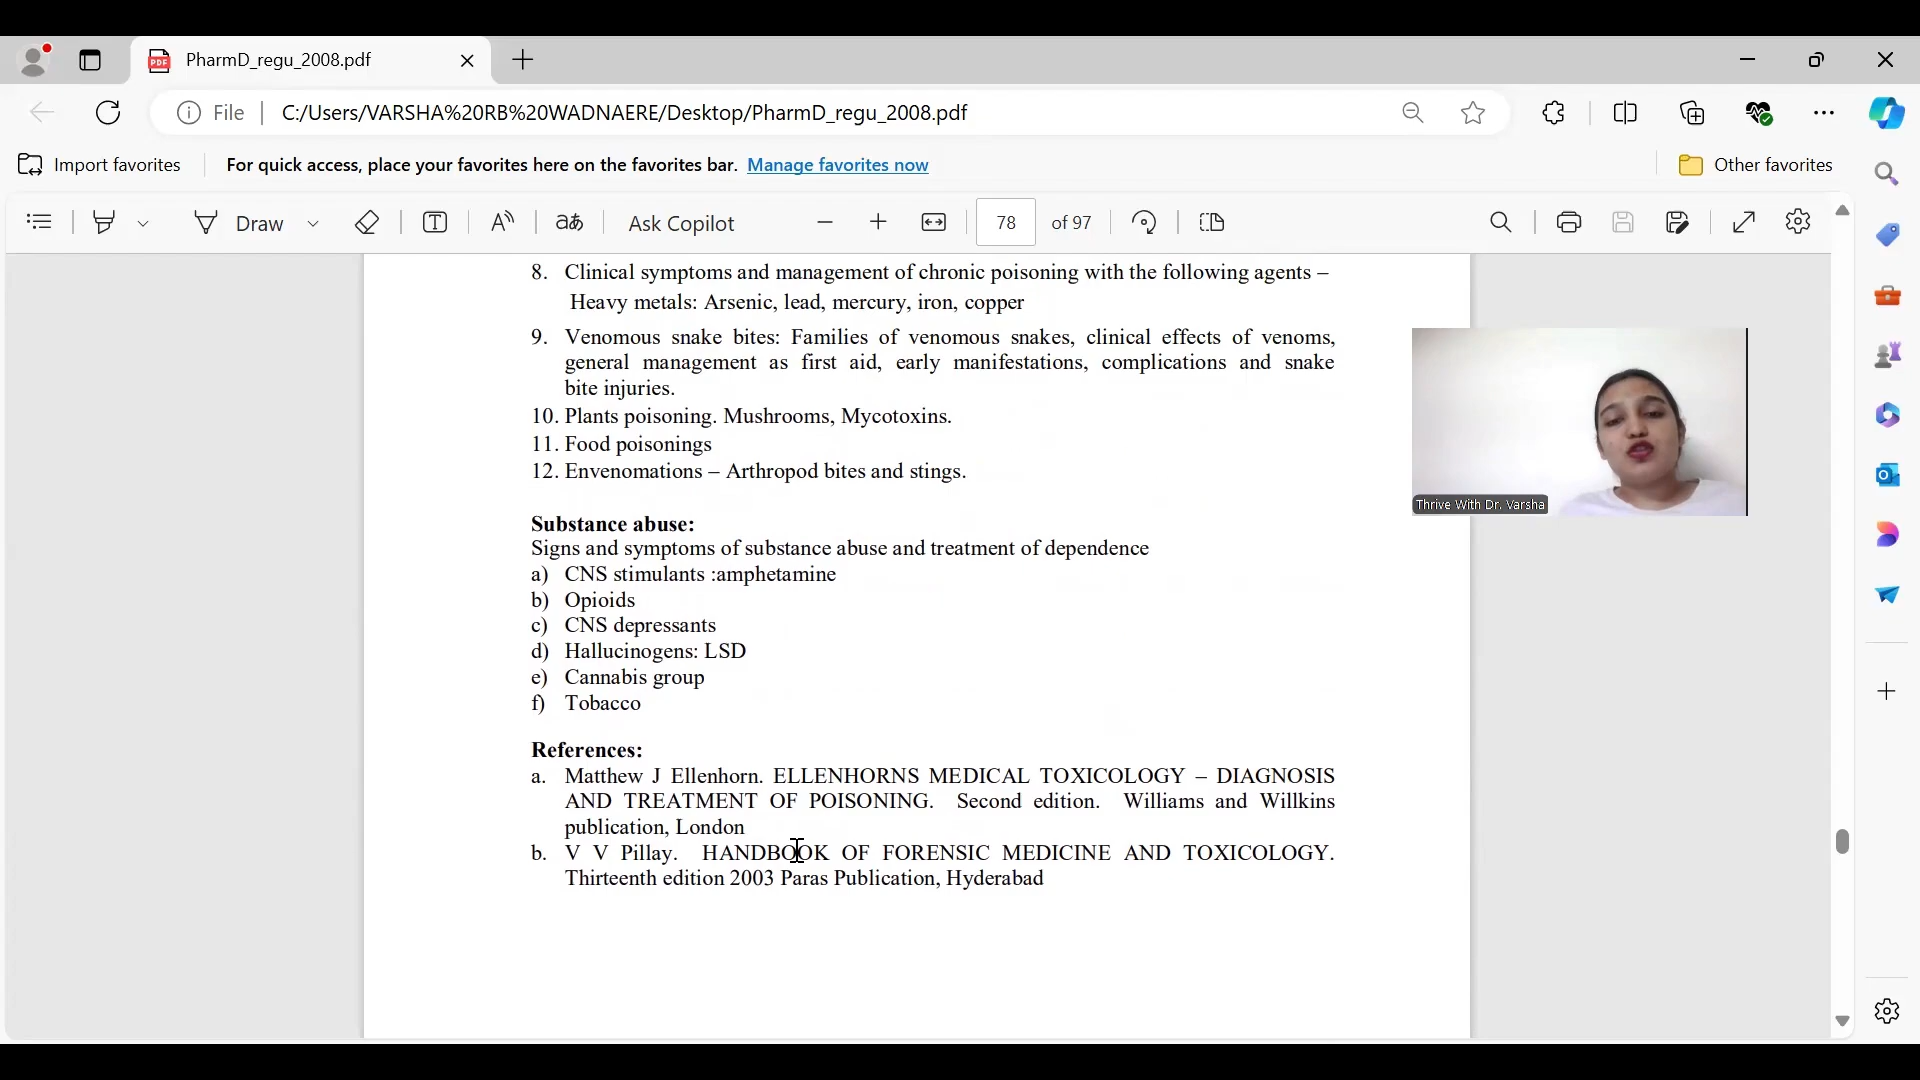 PharmD_regu_2008.pdf
File
C:/Users/VARSHA%20RB%20WADNAERE/Desktop/PharmD_regu_2008.pdf
Import favorites
For quick access, place your favorites here on the favorites bar. Manage favorites now
Other favorites
Draw
Ask Copilot
78 of 97
8. Clinical symptoms and management of chronic poisoning with the following agents –
Heavy metals: Arsenic, lead, mercury, iron, copper
9. Venomous snake bites: Families of venomous snakes, clinical effects of venoms,
general management as first aid, early manifestations, complications and snake
bite injuries.
10. Plants poisoning. Mushrooms, Mycotoxins.
11. Food poisonings
12. Envenomations – Arthropod bites and stings.
Thrive With Dr. Varsha
Substance abuse:
Signs and symptoms of substance abuse and treatment of dependence
a) CNS stimulants :amphetamine
b) Opioids
c) CNS depressants
d) Hallucinogens: LSD
e) Cannabis group
f) Tobacco
References:
a. Matthew J Ellenhorn. ELLENHORNS MEDICAL TOXICOLOGY – DIAGNOSIS
AND TREATMENT OF POISONING. Second edition. Williams and Willkins
publication, London
b. V V Pillay. HANDBOOK OF FORENSIC MEDICINE AND TOXICOLOGY.
Thirteenth edition 2003 Paras Publication, Hyderabad